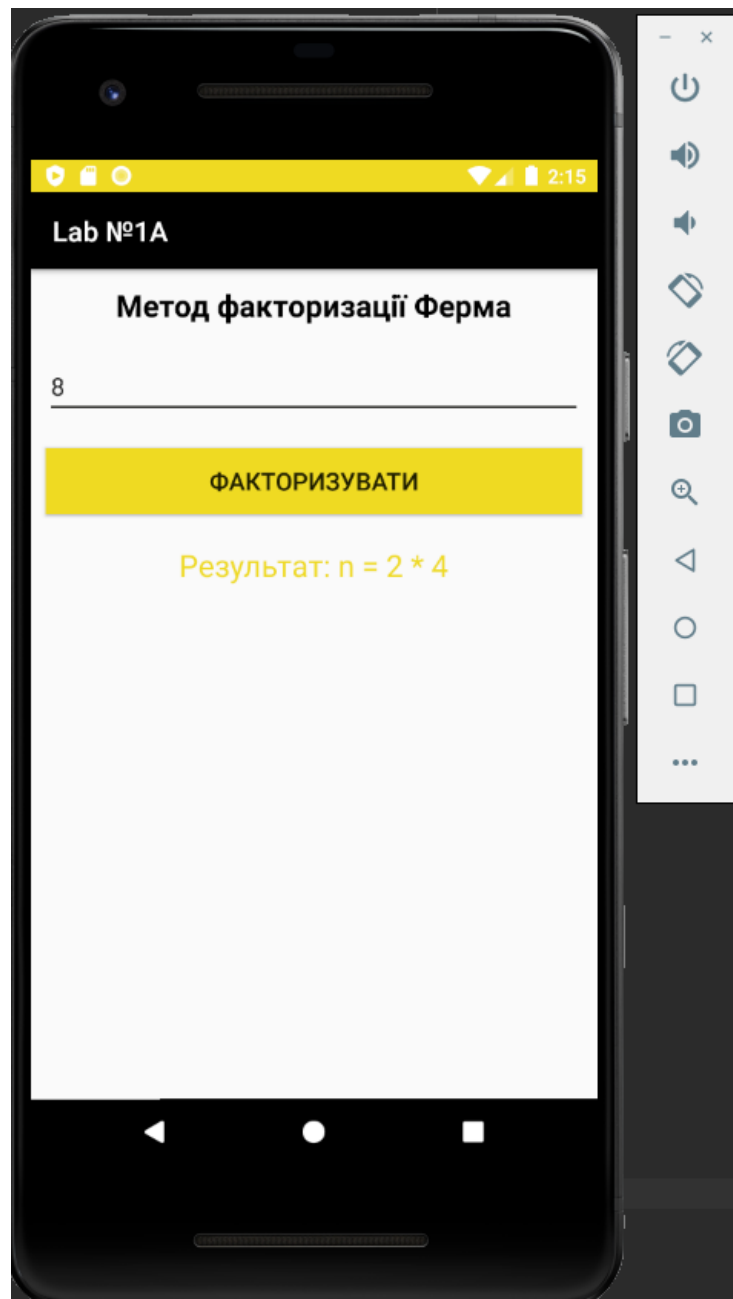 2:15
Lab №1A
Метод факторизації Ферма
8
ФАКТОРИЗУВАТИ
Результат: n = 2 * 4